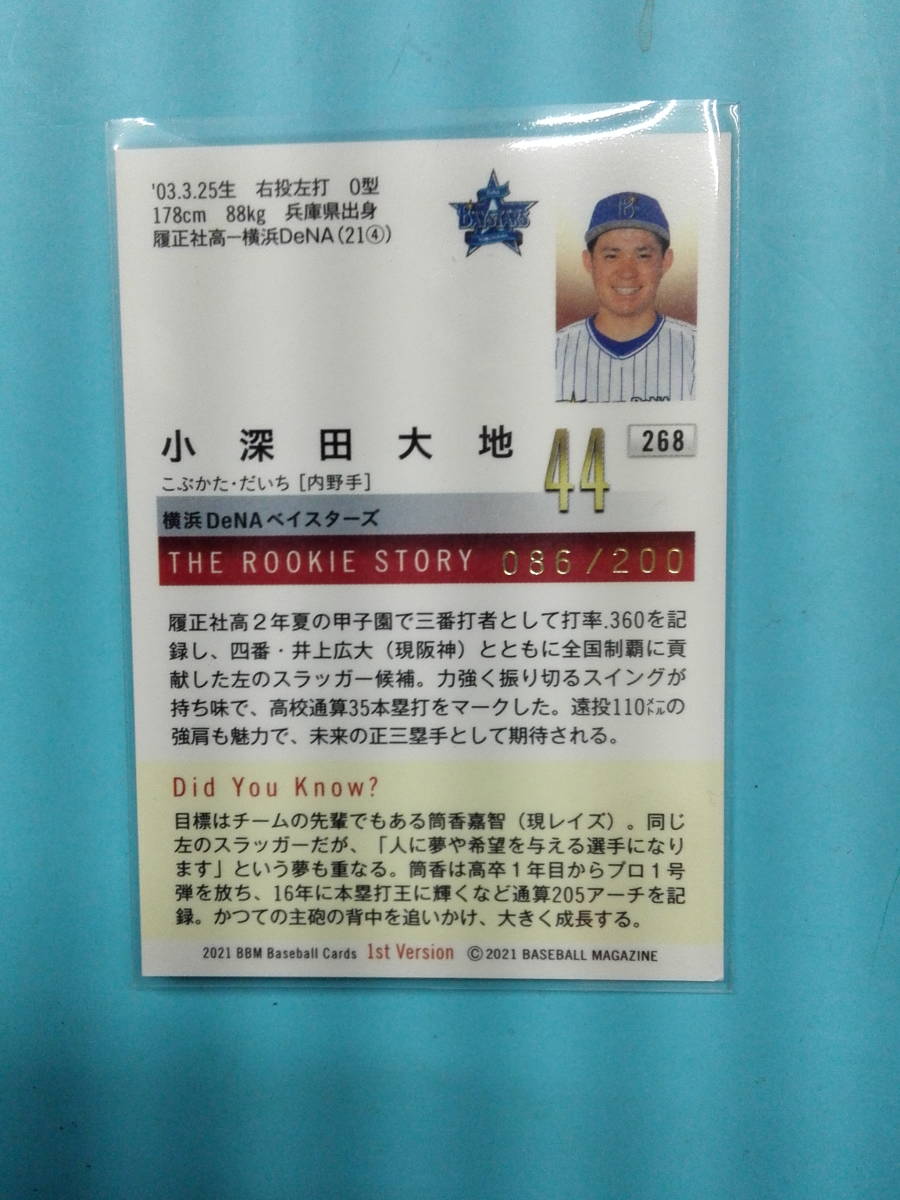 '03.3.25生 右投左打 O型
178cm 88kg 兵庫県出身
履正社高－横浜DeNA(21④)
BAYSTARS
小深田大地
44
268
こぶかた・だいち [内野手]
横浜DeNAベイスターズ
THE ROOKIE STORY 086/200
履正社高２年夏の甲子園で三番打者として打率.360を記
録し、四番・井上広大（現阪神）とともに全国制覇に貢
献した左のスラッガー候補。力強く振り切るスイングが
持ち味で、高校通算35本塁打をマークした。遠投110㍍の
強肩も魅力で、未来の正三塁手として期待される。
Did You Know?
目標はチームの先輩でもある筒香嘉智（現レイズ）。同じ
左のスラッガーだが、「人に夢や希望を与える選手になり
ます」という夢も重なる。筒香は高卒１年目からプロ１号
弾を放ち、16年に本塁打王に輝くなど通算205アーチを記
録。かつての主砲の背中を追いかけ、大きく成長する。
2021 BBM Baseball Cards 1st Version ©2021 BASEBALL MAGAZINE